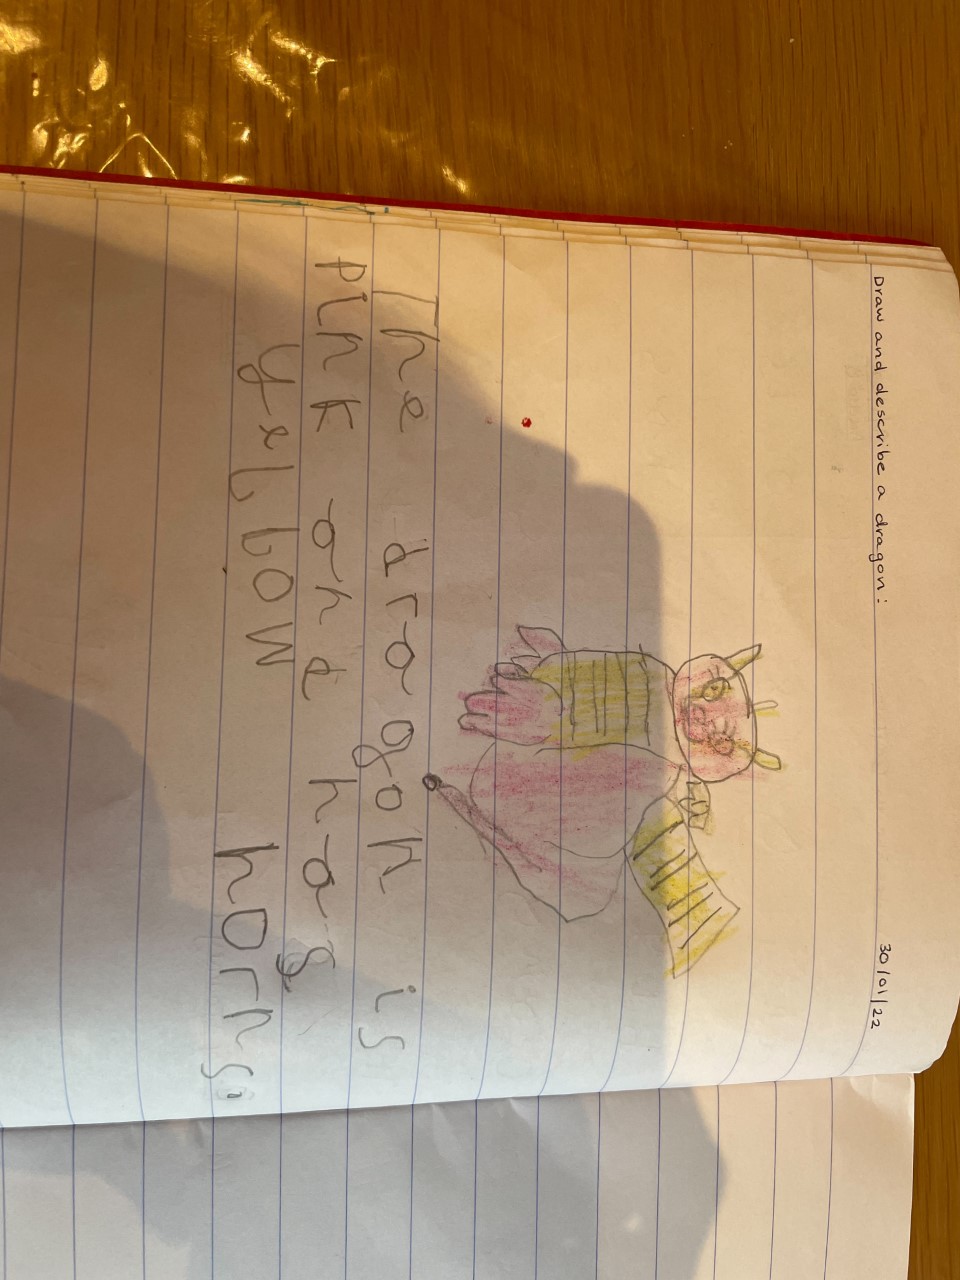 Draw and describe a dragon: 30/01/22
The dragon is
pink and has
yellow horns.